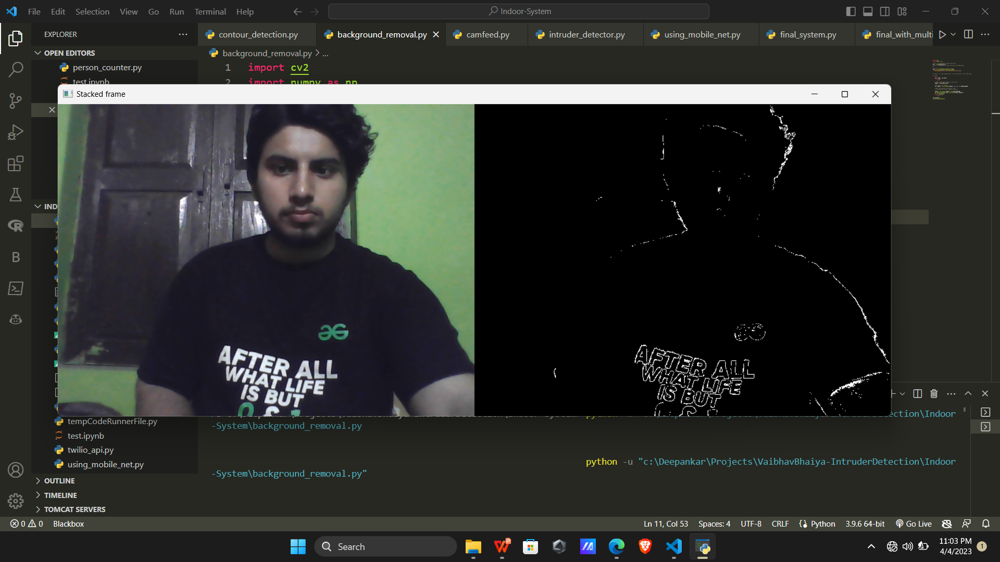 File Edit Selection View Go Run Terminal Help
Indoor-System
EXPLORER
contour_detection.py
background_removal.py
camfeed.py
intruder_detector.py
using_mobile_net.py
final_system.py
final_with_multi
OPEN EDITORS
person_counter.py
test.ipynb
background_removal.py > ...
1 import cv2
2 import numpy as np
Stacked frame
AFTER ALL
WHAT LIFE
IS BUT
AFTER ALL
WHAT LIFE
IS BUT
IND
tempCodeRunnerFile.py
test.ipynb
twilio_api.py
using_mobile_net.py
-System\background_removal.py
python -u "c:\Deepankar\Projects\VaibhavBhaiya-IntruderDetection\Indoor
-System\background_removal.py"
OUTLINE
TIMELINE
TOMCAT SERVERS
0 0 Blackbox
Ln 11, Col 53 Spaces: 4 UTF-8 CRLF Python 3.9.6 64-bit Go Live
Search
11:03 PM
4/4/2023
1